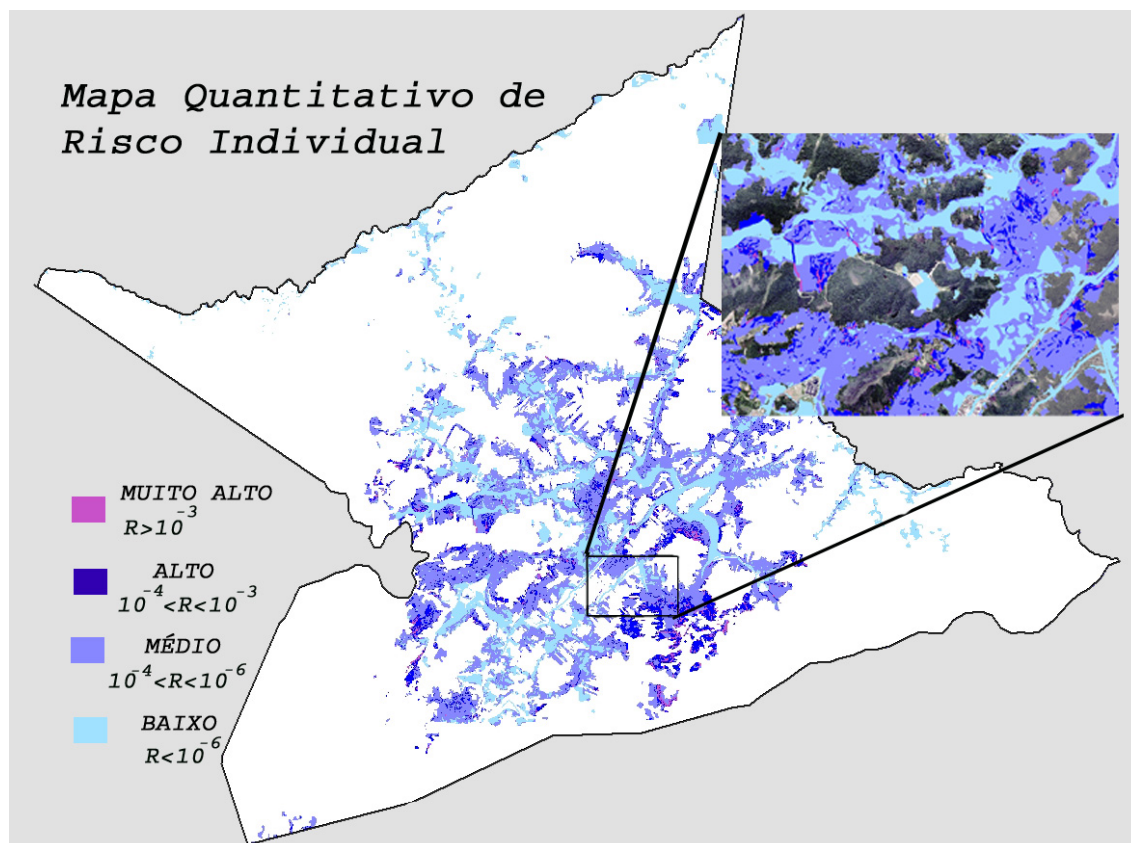 Mapa Quantitativo de
Risco Individual
MUITO ALTO
R>10⁻³
ALTO
10⁻⁴<R<10⁻³
MÉDIO
10⁻⁴<R<10⁻⁶
BAIXO
R<10⁻⁶